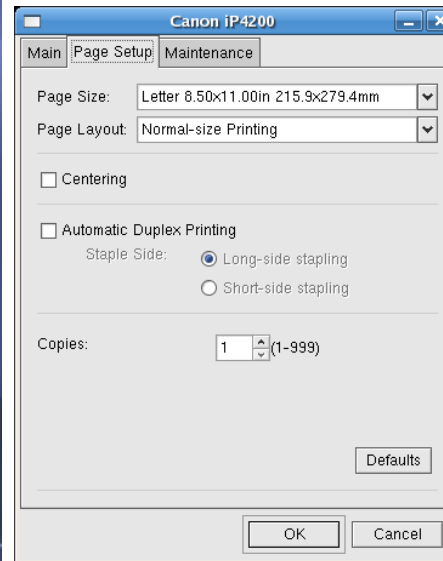 Canon iP4200
Main Page Setup Maintenance
Page Size: Letter 8.50x11.00in 215.9x279.4mm
Page Layout: Normal-size Printing
Centering
Automatic Duplex Printing
Staple Side: Long-side stapling
Short-side stapling
Copies: 1 (1-999)
Defaults
OK Cancel